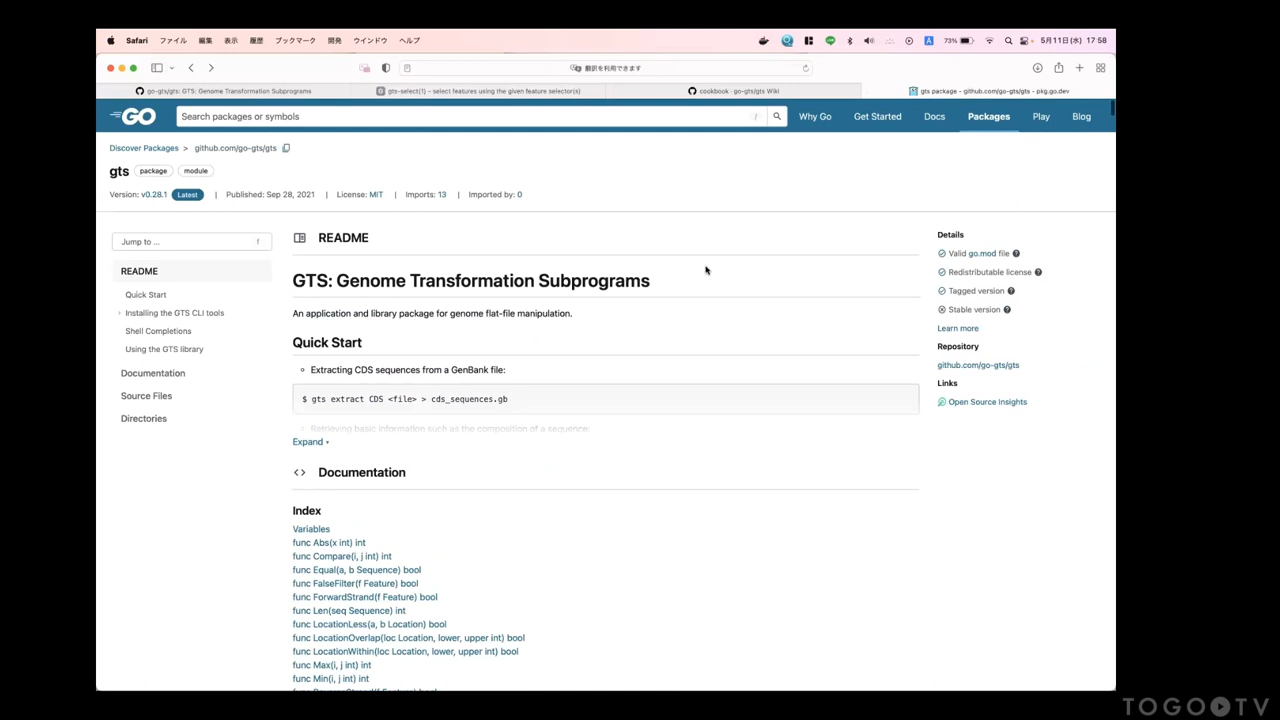 Safari ファイル 編集 表示 履歴 ブックマーク 開発 ウインドウ ヘルプ 73% 5月11日(水) 17:58
翻訳を利用できます
go-gts/gts: GTS: Genome Transformation Subprograms gts-select(1) – select features using the given feature selector(s) cookbook · go-gts/gts Wiki gts package - github.com/go-gts/gts - pkg.go.dev
GO Search packages or symbols / Why Go Get Started Docs Packages Play Blog
Discover Packages > github.com/go-gts/gts
gts package module
Version: v0.28.1 Latest | Published: Sep 28, 2021 | License: MIT | Imports: 13 | Imported by: 0
Jump to ... f
README
Quick Start
Installing the GTS CLI tools
Shell Completions
Using the GTS library
Documentation
Source Files
Directories
README
GTS: Genome Transformation Subprograms
An application and library package for genome flat-file manipulation.
Quick Start
Extracting CDS sequences from a GenBank file:
$ gts extract CDS <file> > cds_sequences.gb
Retrieving basic information such as the composition of a sequence:
Expand
Documentation
Index
Variables
func Abs(x int) int
func Compare(i, j int) int
func Equal(a, b Sequence) bool
func FalseFilter(f Feature) bool
func ForwardStrand(f Feature) bool
func Len(seq Sequence) int
func LocationLess(a, b Location) bool
func LocationOverlap(loc Location, lower, upper int) bool
func LocationWithin(loc Location, lower, upper int) bool
func Max(i, j int) int
func Min(i, j int) int
Details
Valid go.mod file
Redistributable license
Tagged version
Stable version
Learn more
Repository
github.com/go-gts/gts
Links
Open Source Insights
TOGO TV